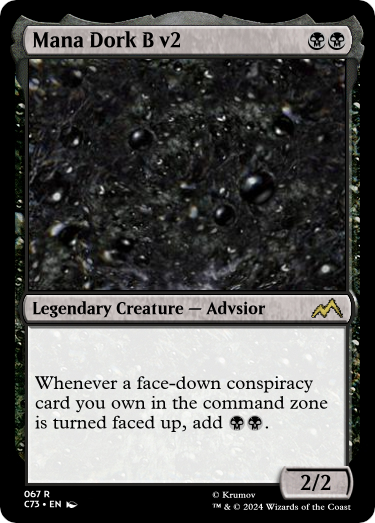 Mana Dork B v2
Legendary Creature — Advsior
Whenever a face-down conspiracy
card you own in the command zone
is turned faced up, add
.
2/2
067 R
C73 • EN
© Krumov
™ & © 2024 Wizards of the Coast